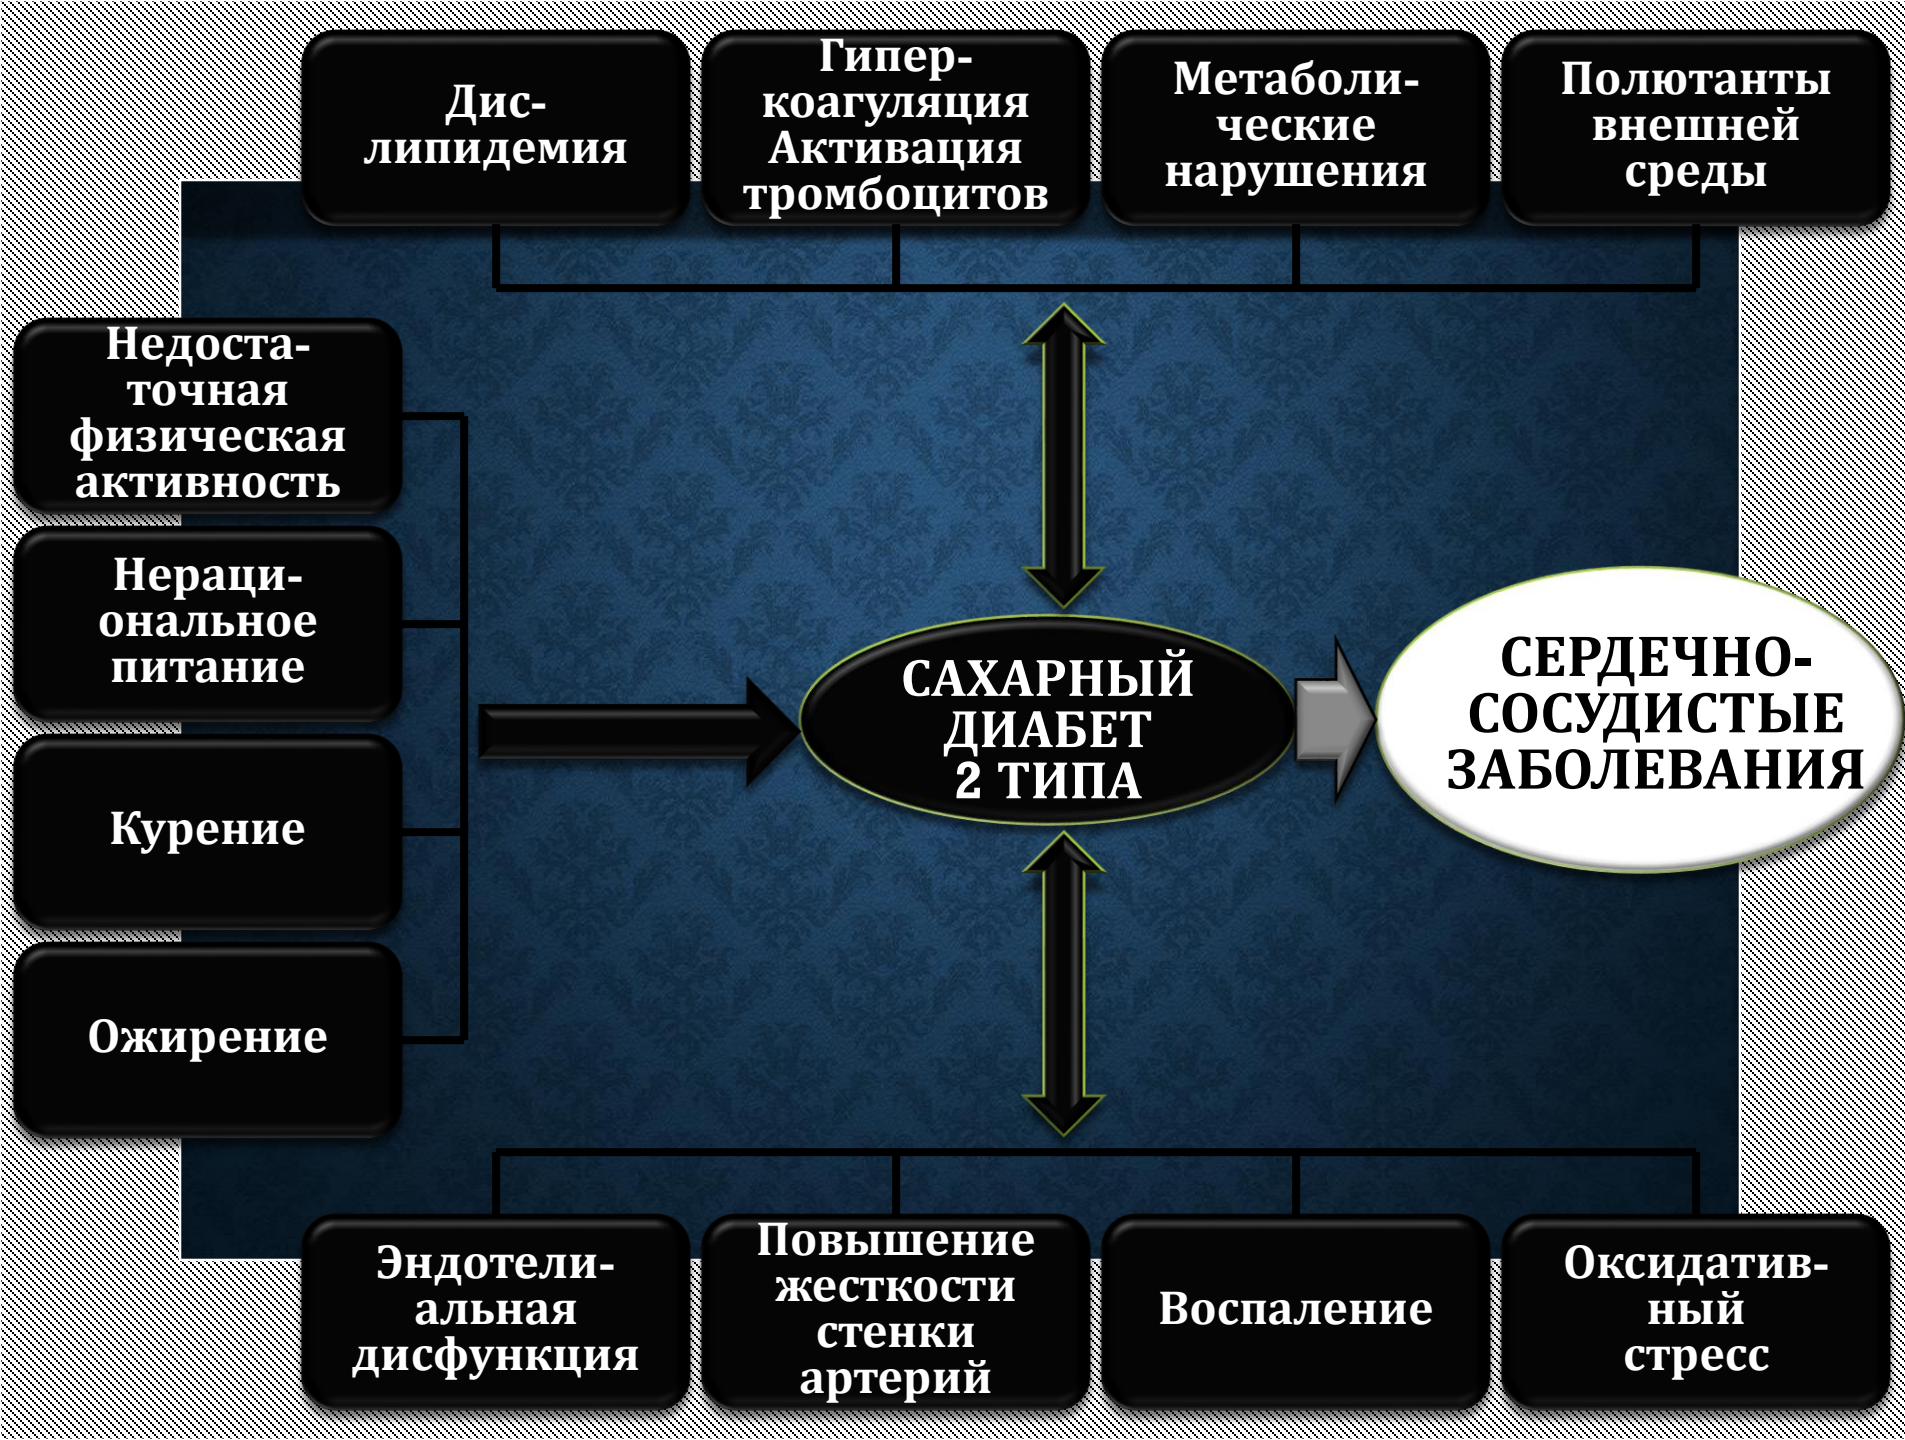 Дис-
липидемия
Гипер-
коагуляция
Активация
тромбоцитов
Метаболи-
ческие
нарушения
Полютанты
внешней
среды
Недоста-
точная
физическая
активность
Нераци-
ональное
питание
Курение
Ожирение
САХАРНЫЙ
ДИАБЕТ
2 ТИПА
СЕРДЕЧНО-
СОСУДИСТЫЕ
ЗАБОЛЕВАНИЯ
Эндотели-
альная
дисфункция
Повышение
жесткости
стенки
артерий
Воспаление
Оксидатив-
ный
стресс